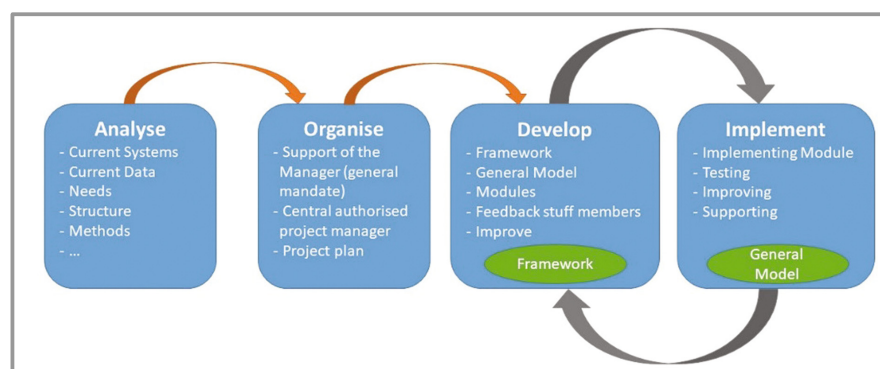 Analyse
- Current Systems
- Current Data
- Needs
- Structure
- Methods
- ...
Organise
- Support of the
Manager (general
mandate)
- Central authorised
project manager
- Project plan
Develop
- Framework
- General Model
- Modules
- Feedback stuff members
- Improve
Framework
Implement
- Implementing Module
- Testing
- Improving
- Supporting
General
Model